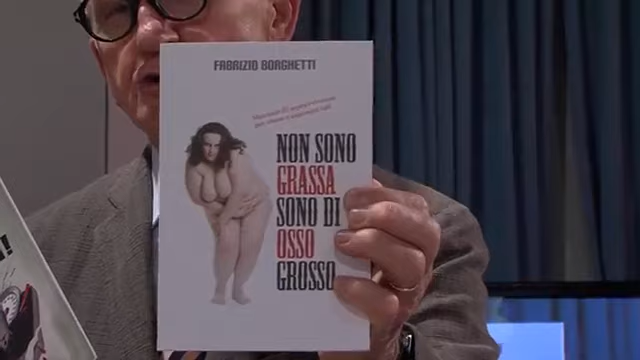 FABRIZIO BORGHETTI
NON SONO
GRASSA
SONO DI
OSSO
GROSSO
!